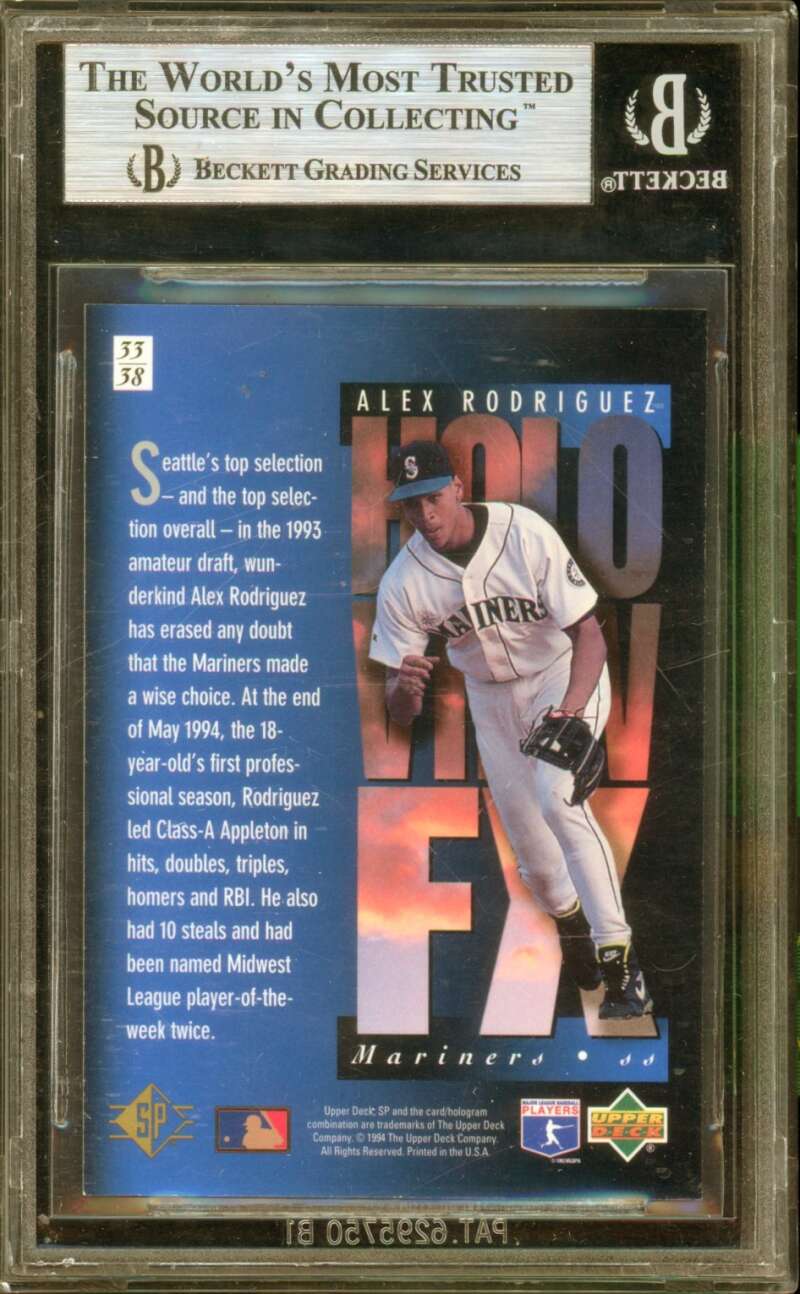 THE WORLD'S MOST TRUSTED
SOURCE IN COLLECTING™
B BECKETT GRADING SERVICES
B
BECKETT®
33
38
ALEX RODRIGUEZ
HOLO
VIEW
FX
S
MARINERS
Seattle's top selection
– and the top selec-
tion overall – in the 1993
amateur draft, wun-
derkind Alex Rodriguez
has erased any doubt
that the Mariners made
a wise choice. At the end
of May 1994, the 18-
year-old's first profes-
sional season, Rodriguez
led Class-A Appleton in
hits, doubles, triples,
homers and RBI. He also
had 10 steals and had
been named Midwest
League player-of-the-
week twice.
Mariners • ss
SP
Upper Deck, SP and the card/hologram
combination are trademarks of The Upper Deck
Company. © 1994 The Upper Deck Company.
All Rights Reserved. Printed in the U.S.A.
MAJOR LEAGUE BASEBALL
PLAYERS
UPPER
DECK
®
PAT.6295750 B1